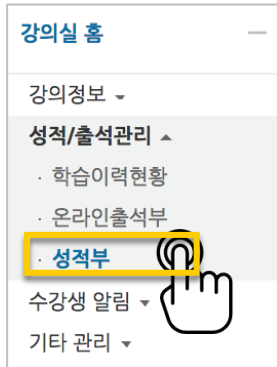 강의실 홈
강의정보
성적/출석관리
· 학습이력현황
· 온라인출석부
· 성적부
수강생 알림
기타 관리